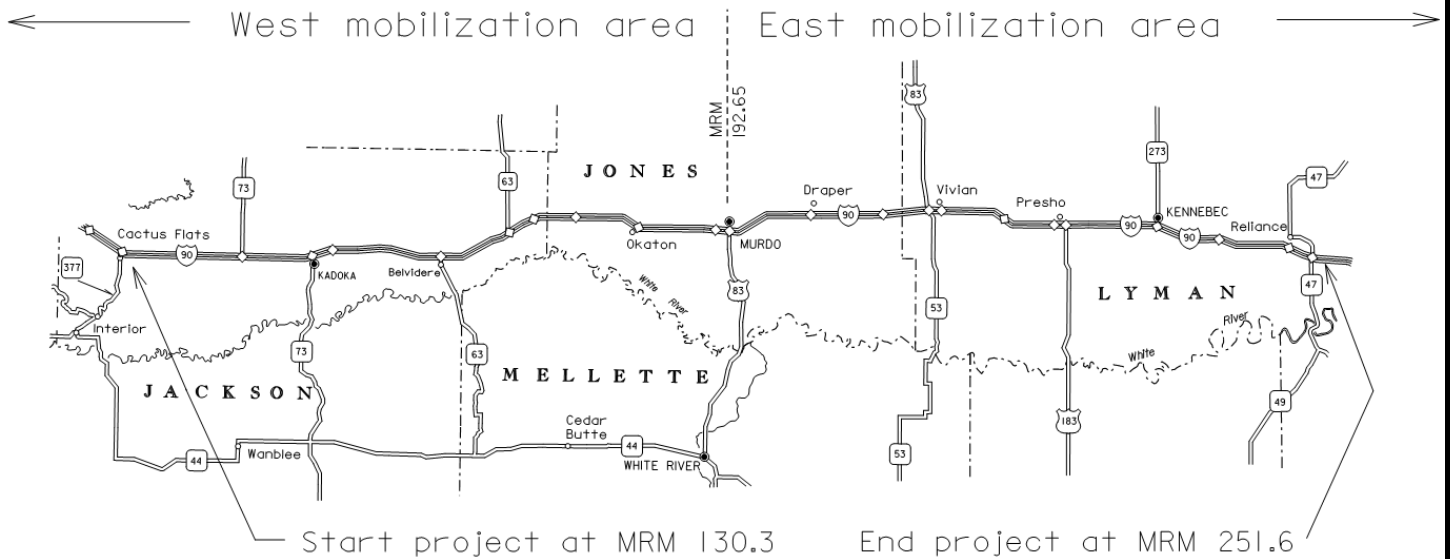 West mobilization area
East mobilization area
MRM
192.65
83
JONES
273
47
73
63
Draper
Vivian
Presho
KENNEBEC
Cactus Flats
90
90
90
Reliance
90
Okaton
MURDO
377
KADOKA
Belvidere
White River
83
47
LYMAN
53
Interior
River
73
63
White
JACKSON
MELLETTE
49
Cedar
Butte
183
44
Wanblee
44
WHITE RIVER
53
Start project at MRM 130.3
End project at MRM 251.6